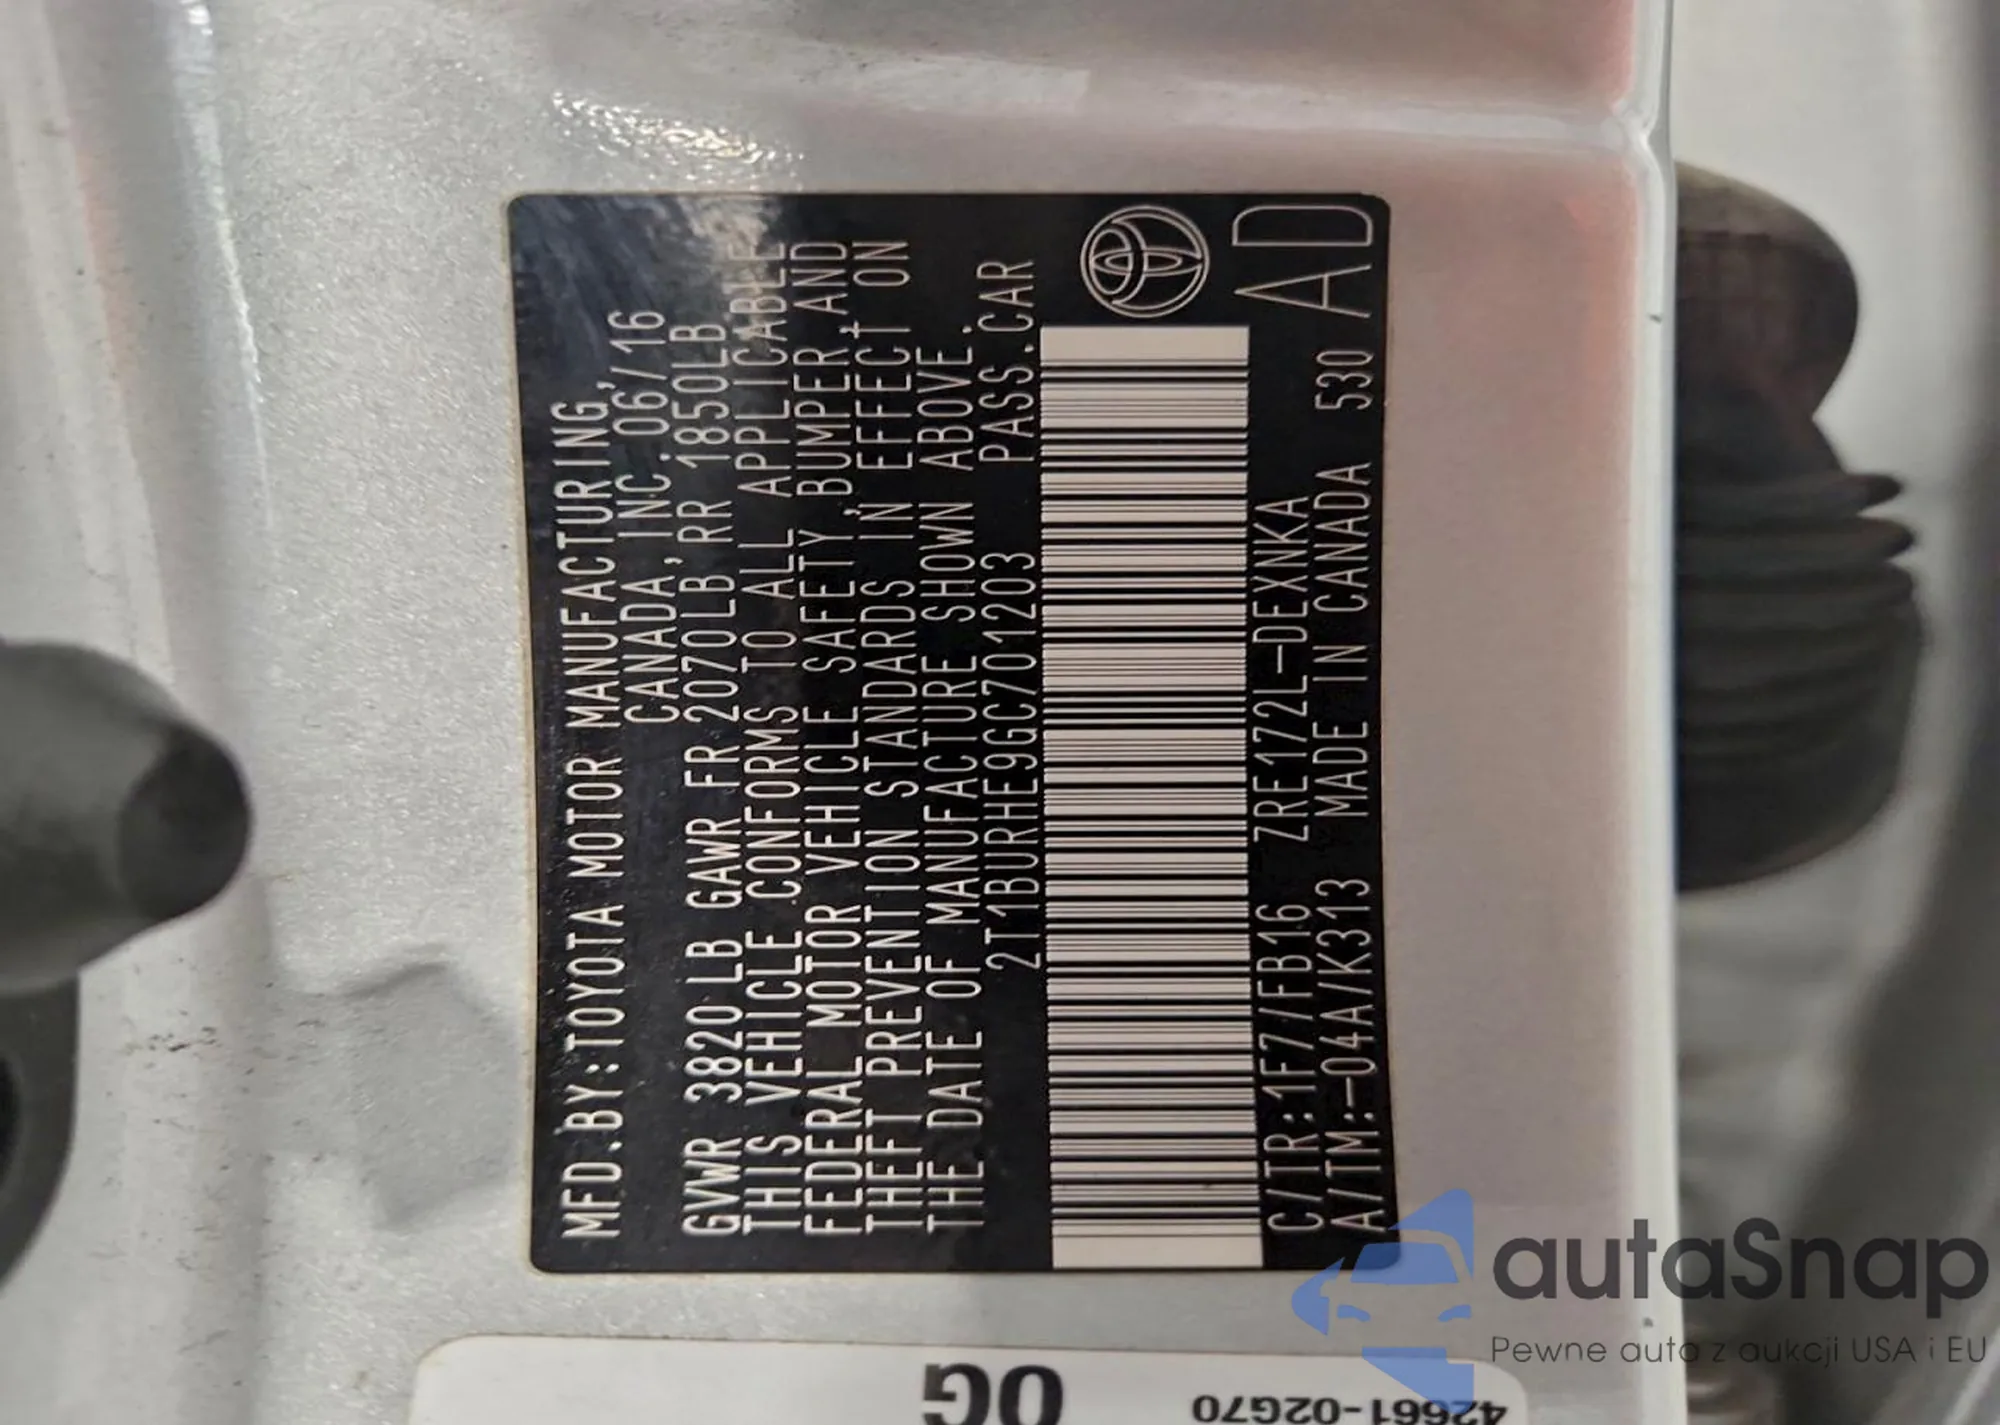 MFD.BY:TOYOTA MOTOR MANUFACTURING,
CANADA, INC. 06/16
GVWR 3820 LB GAWR FR 2070LB RR 1850LB
THIS VEHICLE CONFORMS TO ALL APPLICABLE
FEDERAL MOTOR VEHICLE SAFETY,BUMPER,AND
THEFT PREVENTION STANDARDS IN EFFECT ON
THE DATE OF MANUFACTURE SHOWN ABOVE.
2T1BURHE9GC701203 PASS.CAR
C/TR:1F7/FB16 ZRE172L-DEXNKA
A/TM:-04A/K313 MADE IN CANADA 530 AD
0G
42661-02G70
autaSnap
Pewne auta z aukcji USA i EU